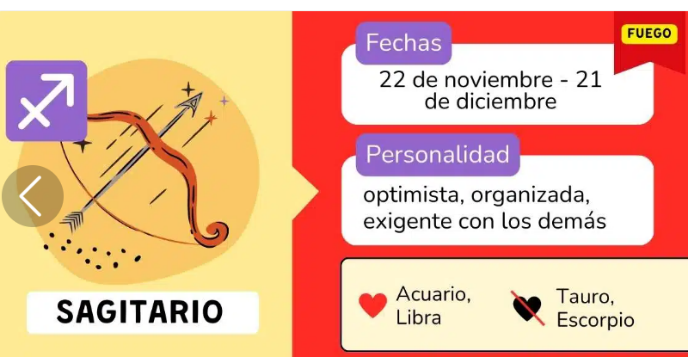 FUEGO
Fechas
22 de noviembre - 21
de diciembre
Personalidad
optimista, organizada,
exigente con los demás
SAGITARIO
Acuario,
Libra
Tauro,
Escorpio